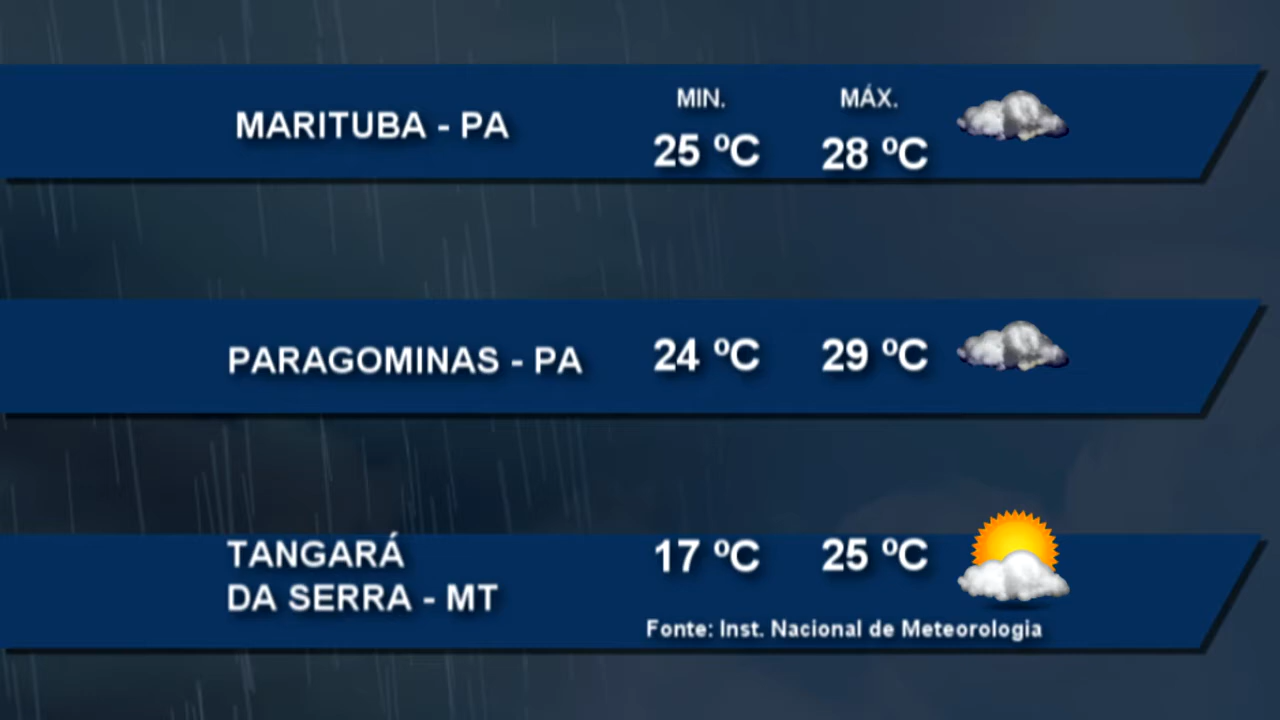 MIN. MÁX.
MARITUBA - PA 25 ºC 28 ºC
PARAGOMINAS - PA 24 ºC 29 ºC
TANGARÁ
DA SERRA - MT 17 ºC 25 ºC
Fonte: Inst. Nacional de Meteorologia